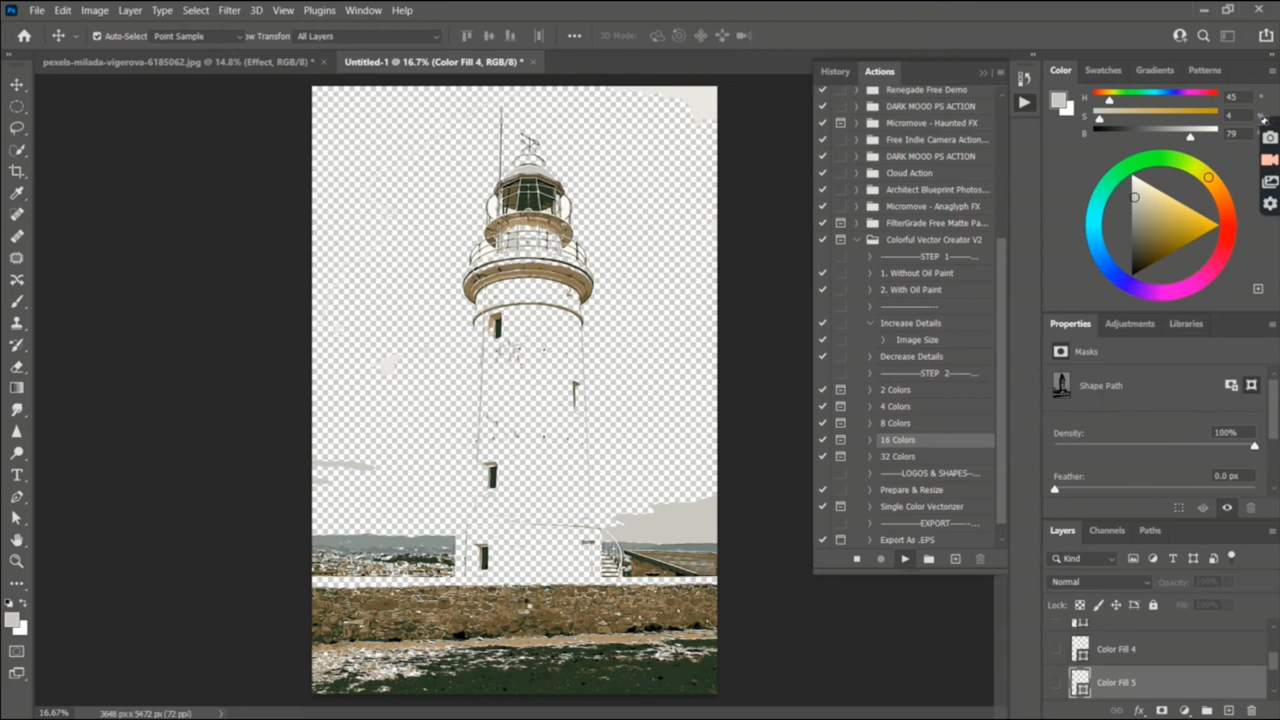 Ps File Edit Image Layer Type Select Filter 3D View Plugins Window Help
Auto-Select Point Sample ow Transform All Layers 3D Mode:
pexels-milada-vigerova-6185062.jpg @ 14.8% (Effect, RGB/8) *
Untitled-1 @ 16.7% (Color Fill 4, RGB/8) *
History Actions
Renegade Free Demo
DARK MOOD PS ACTION
Micromove - Haunted FX
Free Indie Camera Action...
DARK MOOD PS ACTION
Cloud Action
Architect Blueprint Photos...
Micromove - Anaglyph FX
FilterGrade Free Matte Pa...
Colorful Vector Creator V2
-----------STEP 1-------...
1. Without Oil Paint
2. With Oil Paint
-------------------
Increase Details
Image Size
Decrease Details
-----------STEP 2-------...
2 Colors
4 Colors
8 Colors
16 Colors
32 Colors
-------LOGOS & SHAPES--...
Prepare & Resize
Single Color Vectorizer
----------EXPORT------...
Export As .EPS
Color Swatches Gradients Patterns
H 45 °
S 4 %
B 79
Properties Adjustments Libraries
Masks
Shape Path
Density: 100%
Feather: 0.0 px
Layers Channels Paths
Kind
Normal Opacity: 100%
Lock: Fill: 100%
Color Fill 4
Color Fill 5
16.67% 3648 px x 5472 px (72 ppi)